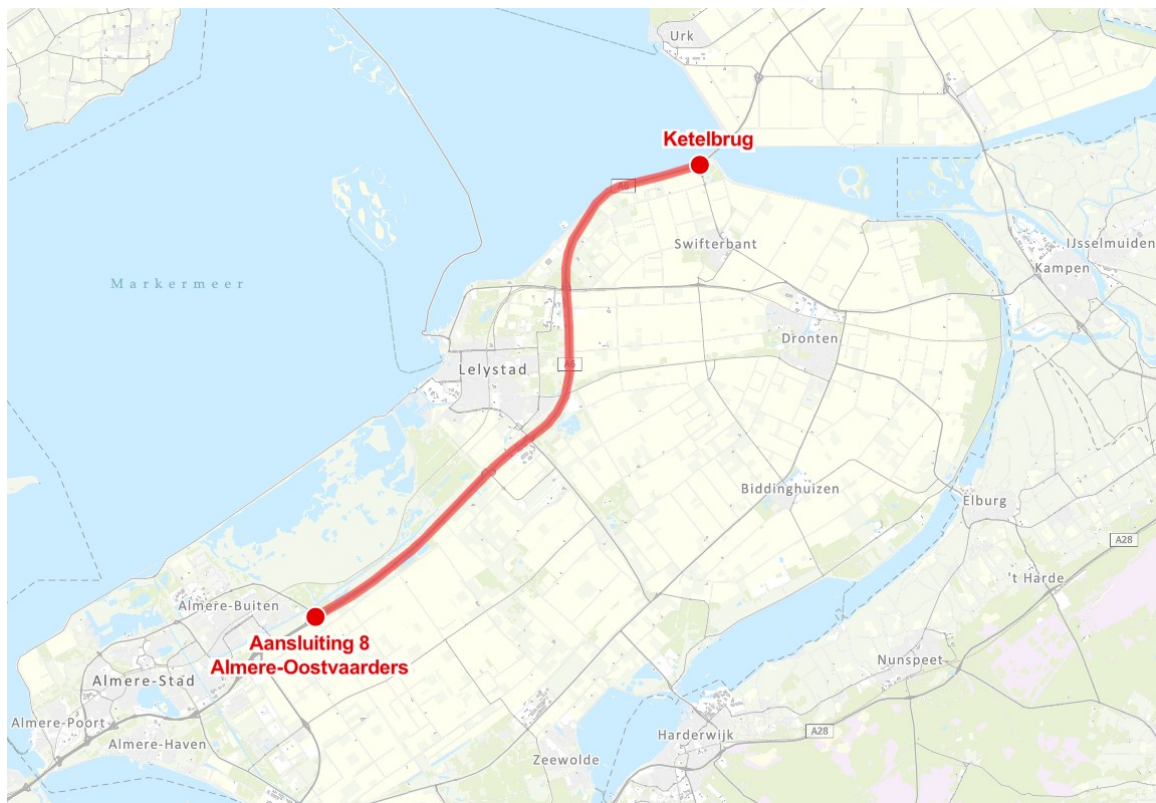 Urk
Ketelbrug
A6
Swifterbant
IJsselmuiden
Kampen
Markermeer
Dronten
Lelystad
A6
Biddinghuizen
Elburg
A28
't Harde
Almere-Buiten
Aansluiting 8
Almere-Oostvaarders
Nunspeet
Almere-Stad
Almere-Poort
Almere-Haven
Harderwijk
A28
Zeewolde